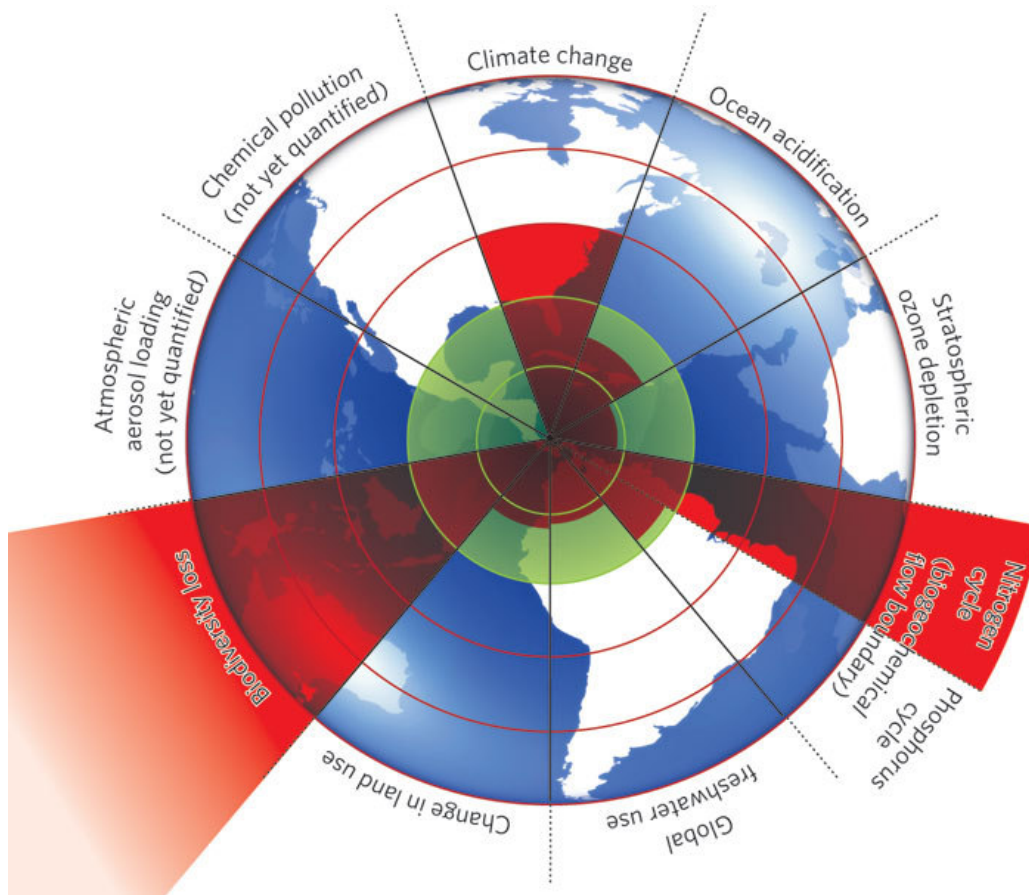 Climate change
Ocean acidification
Stratospheric
ozone depletion
Nitrogen
cycle
(biogeochemical
flow boundary)
Phosphorus
cycle
Global
freshwater use
Change in land use
Biodiversity loss
Atmospheric
aerosol loading
(not yet quantified)
Chemical pollution
(not yet quantified)